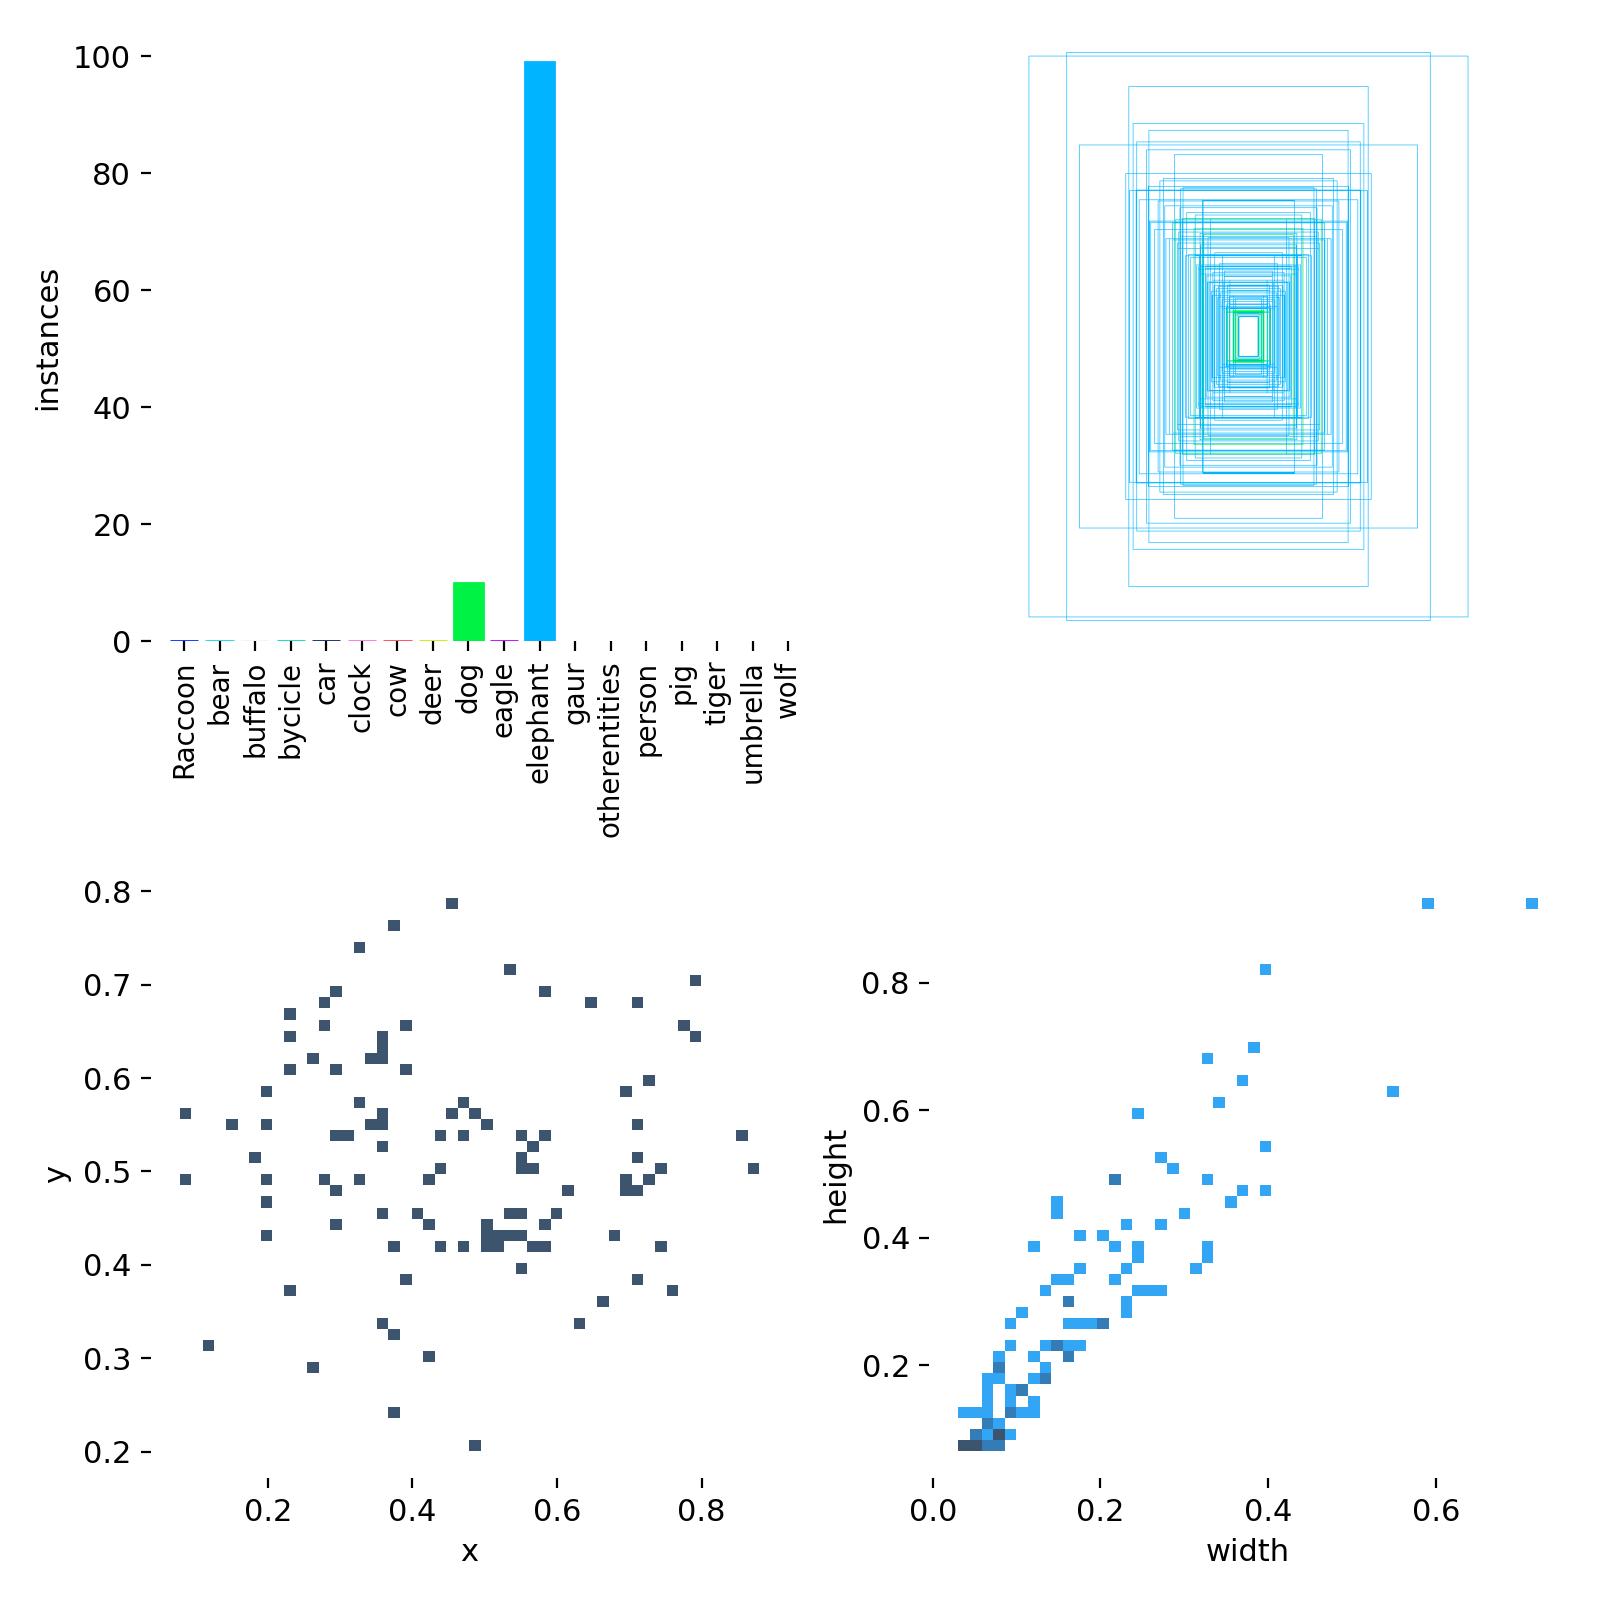 100
80
60
40
20
0
instances
Raccoon
bear
buffalo
bycicle
car
clock
cow
deer
dog
eagle
elephant
gaur
otherentities
person
pig
tiger
umbrella
wolf
0.8
0.7
0.6
0.5
0.4
0.3
0.2
y
0.2 0.4 0.6 0.8
x
0.8
0.6
0.4
0.2
height
0.0 0.2 0.4 0.6
width